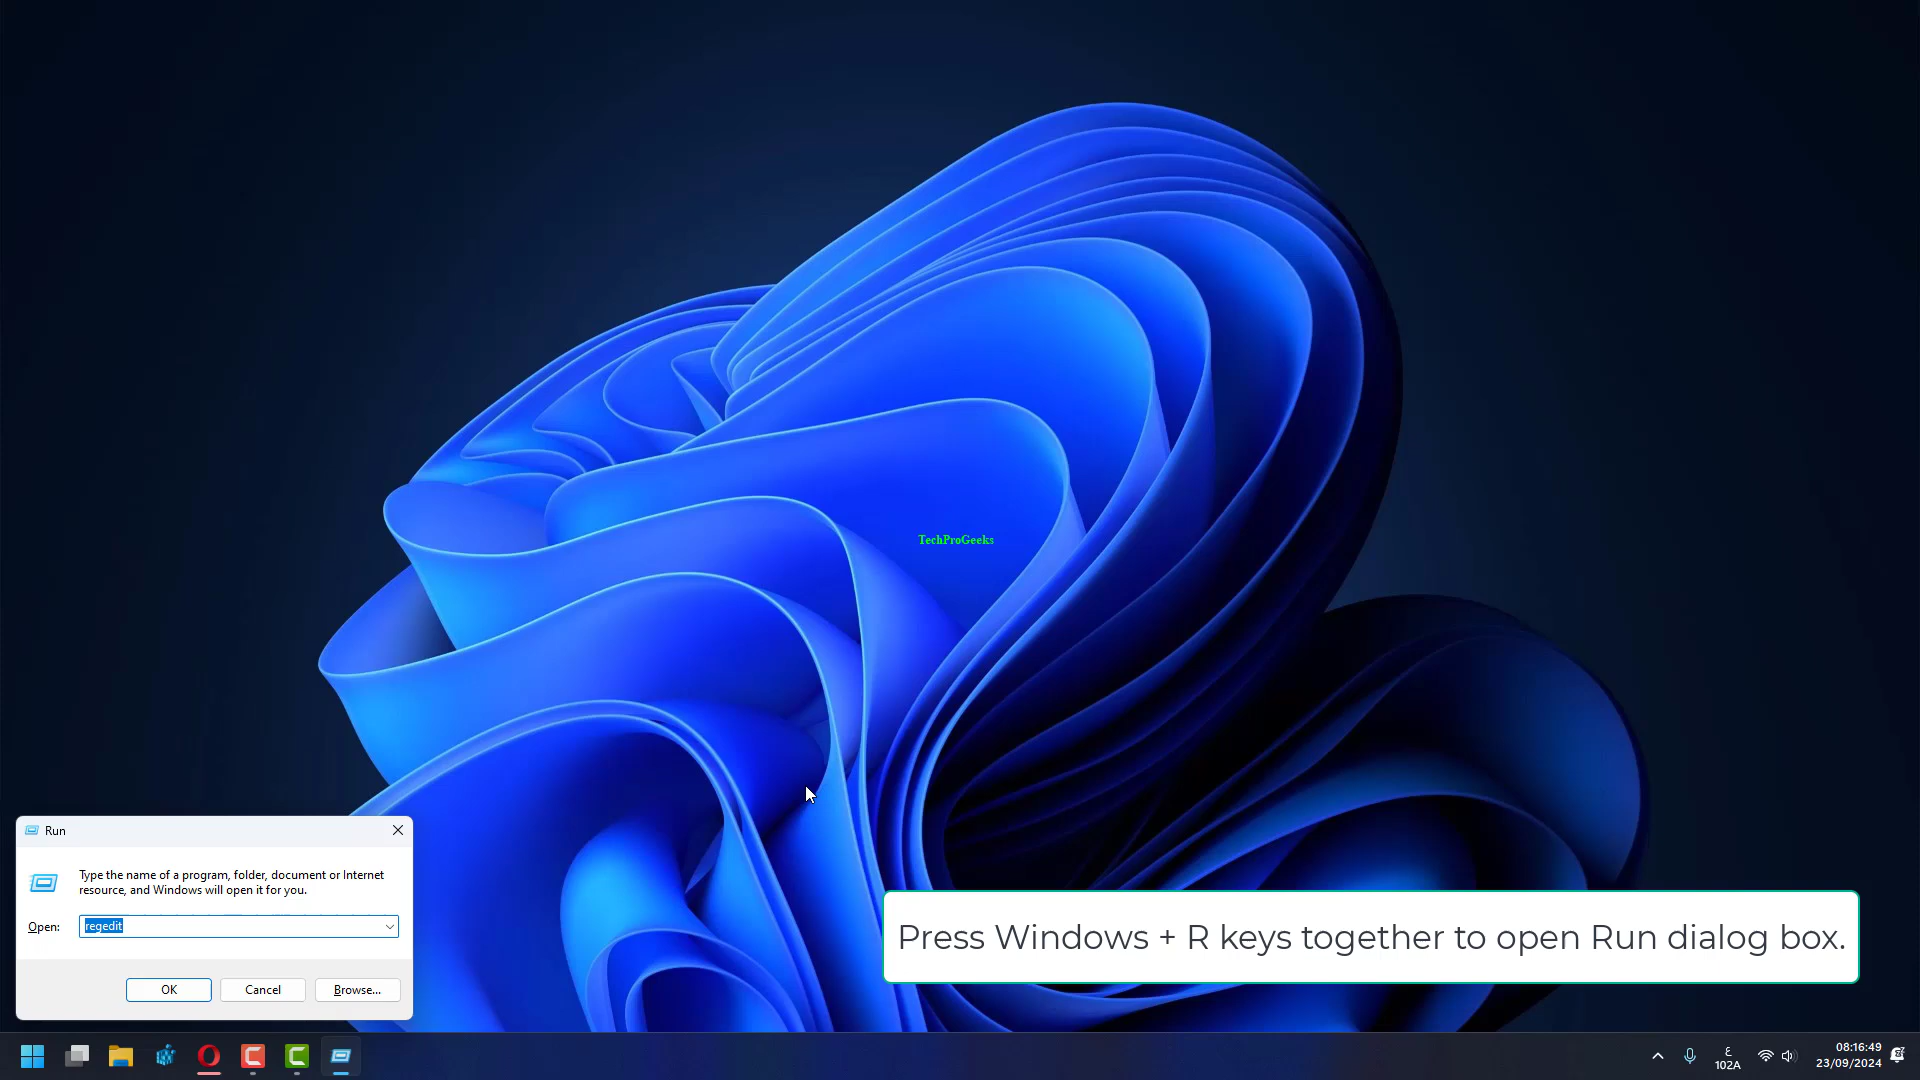 TechProGeeks
Run
Type the name of a program, folder, document or Internet
resource, and Windows will open it for you.
Open:
regedit
OK
Cancel
Browse...
Press Windows + R keys together to open Run dialog box.
ع
102A
08:16:49
23/09/2024